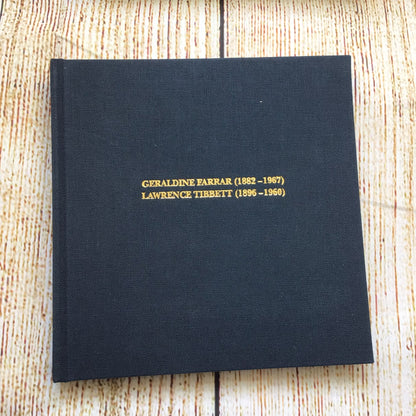 GERALDINE FARRAR (1882 –1967)
LAWRENCE TIBBETT (1896 –1960)